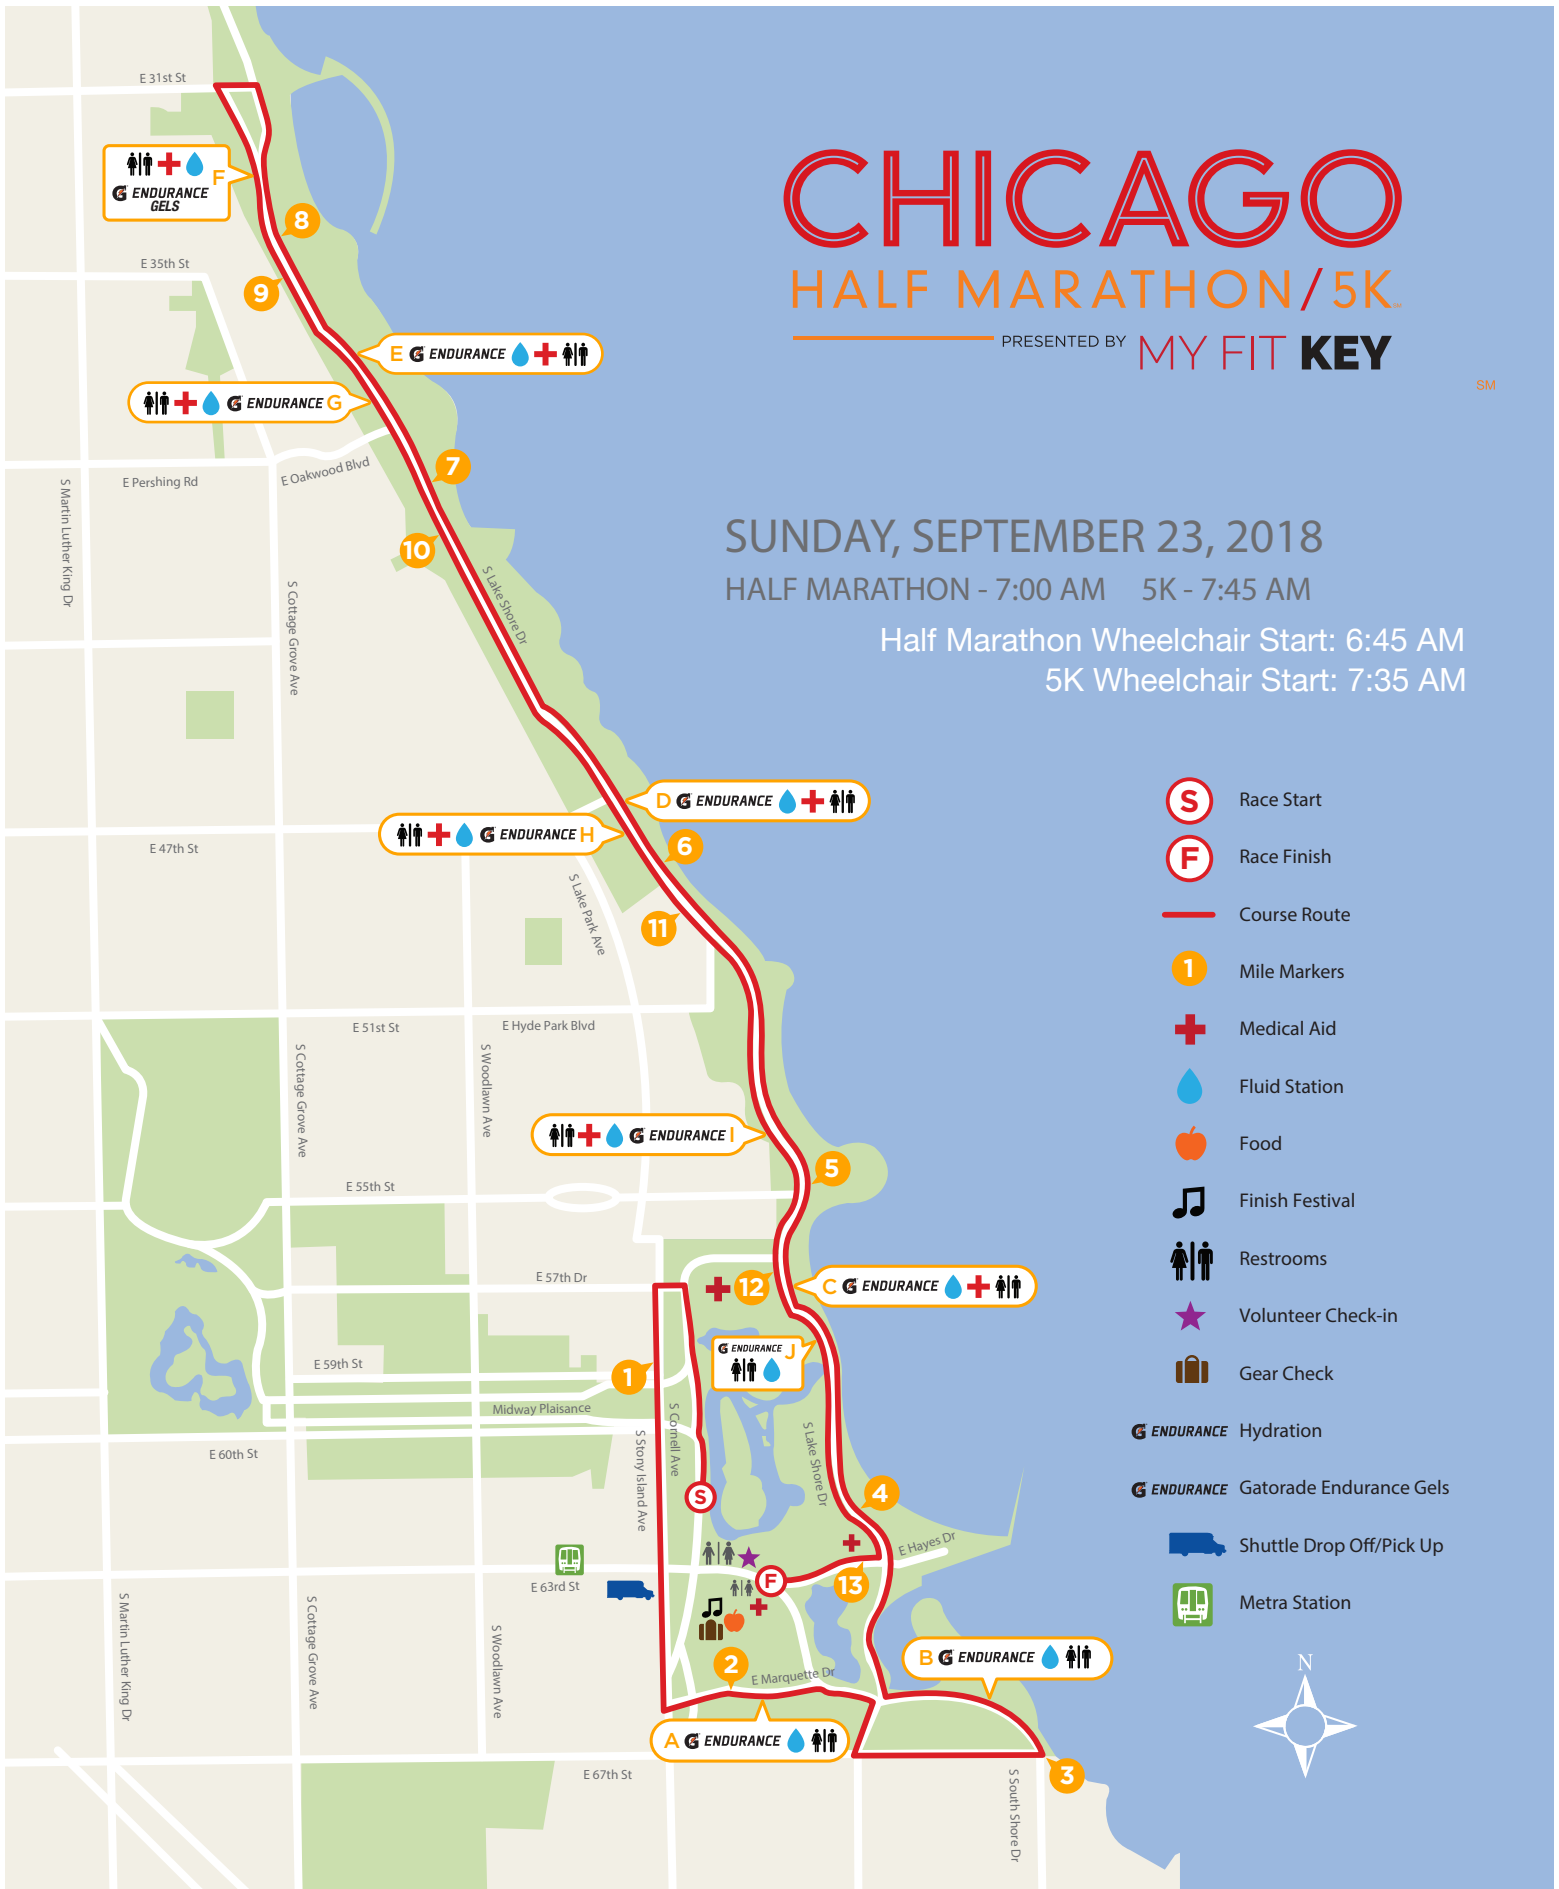 CHICAGO
HALF MARATHON/5K
PRESENTED BY MY FIT KEY
SM
SUNDAY, SEPTEMBER 23, 2018
HALF MARATHON - 7:00 AM 5K - 7:45 AM
Half Marathon Wheelchair Start: 6:45 AM
5K Wheelchair Start: 7:35 AM
S Race Start
F Race Finish
Course Route
1 Mile Markers
Medical Aid
Fluid Station
Food
Finish Festival
Restrooms
Volunteer Check-in
Gear Check
G ENDURANCE Hydration
G ENDURANCE Gatorade Endurance Gels
Shuttle Drop Off/Pick Up
Metra Station
N
E 31st St
F
G ENDURANCE
GELS
8
E 35th St
9
E G ENDURANCE
G ENDURANCE G
7
E Oakwood Blvd
E Pershing Rd
S Martin Luther King Dr
10
S Lake Shore Dr
S Cottage Grove Ave
D G ENDURANCE
G ENDURANCE H
6
E 47th St
S Lake Park Ave
11
E 51st St
E Hyde Park Blvd
S Cottage Grove Ave
S Woodlawn Ave
G ENDURANCE I
5
E 55th St
E 57th Dr
12
C G ENDURANCE
G ENDURANCE J
E 59th St
1
Midway Plaisance
S Cornell Ave
S Stony Island Ave
S Lake Shore Dr
E 60th St
S
4
E Hayes Dr
E 63rd St
F
13
S Martin Luther King Dr
S Cottage Grove Ave
S Woodlawn Ave
2
E Marquette Dr
B G ENDURANCE
A G ENDURANCE
E 67th St
3
S South Shore Dr